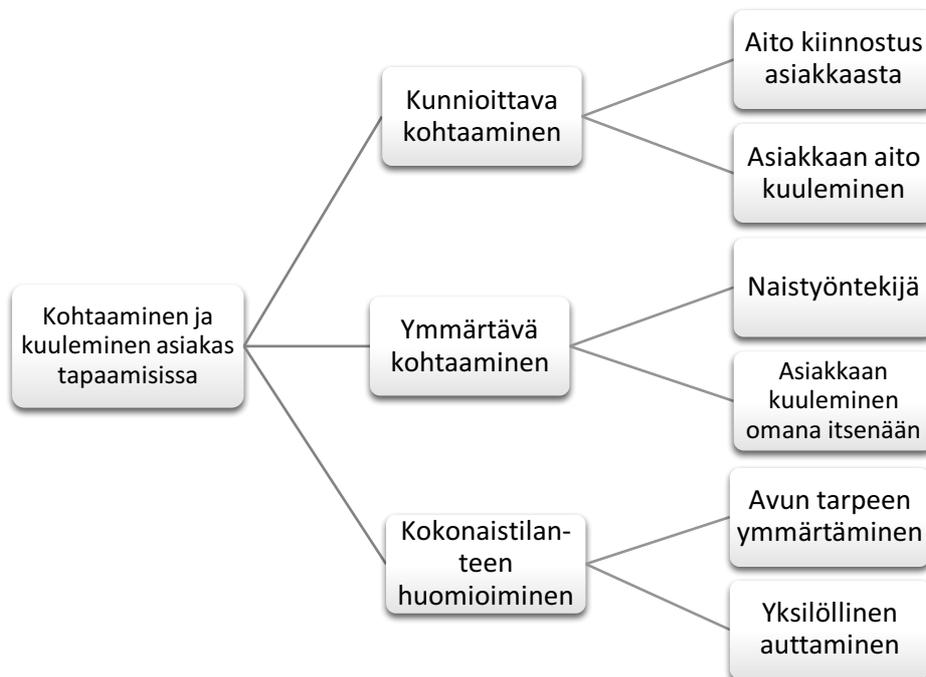 Kohtaaminen ja
kuuleminen asiakas
tapaamisissa
Kunnioittava
kohtaaminen
Aito kiinnostus
asiakkaasta
Asiakkaan aito
kuuleminen
Ymmärtävä
kohtaaminen
Naistyöntekijä
Asiakkaan
kuuleminen
omana itsenään
Kokonaistilan-
teen
huomioiminen
Avun tarpeen
ymmärtäminen
Yksilöllinen
auttaminen